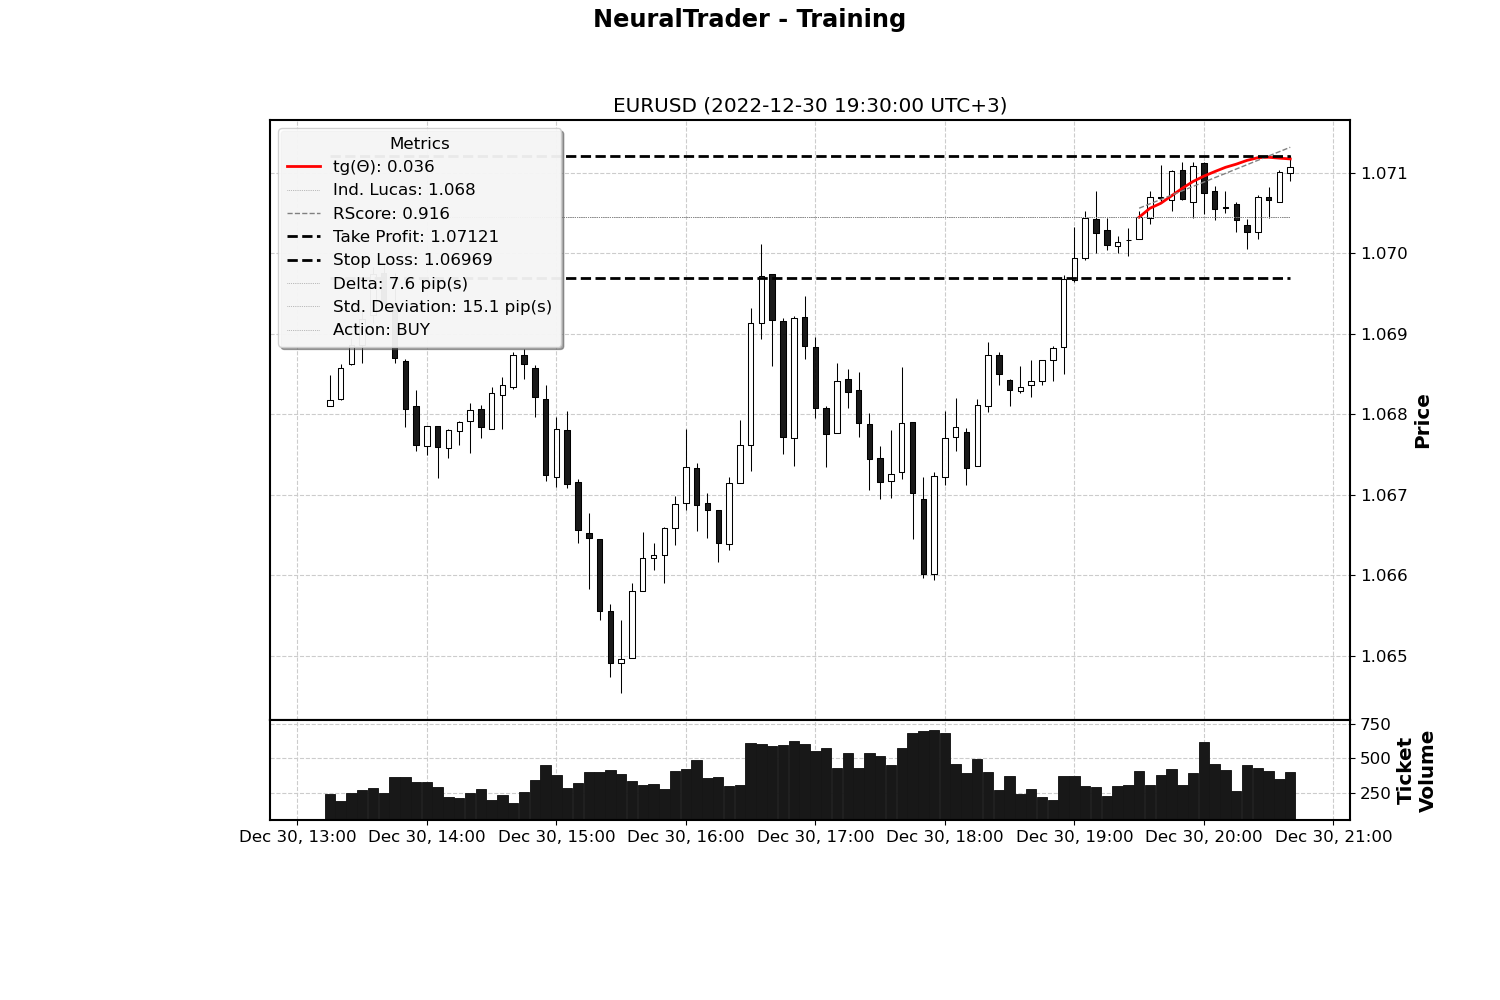 NeuralTrader - Training
EURUSD (2022-12-30 19:30:00 UTC+3)
Metrics
tg(Θ): 0.036
Ind. Lucas: 1.068
RScore: 0.916
Take Profit: 1.07121
Stop Loss: 1.06969
Delta: 7.6 pip(s)
Std. Deviation: 15.1 pip(s)
Action: BUY
1.071
1.070
1.069
1.068
1.067
1.066
1.065
Price
750
500
250
Ticket
Volume
Dec 30, 13:00
Dec 30, 14:00
Dec 30, 15:00
Dec 30, 16:00
Dec 30, 17:00
Dec 30, 18:00
Dec 30, 19:00
Dec 30, 20:00
Dec 30, 21:00